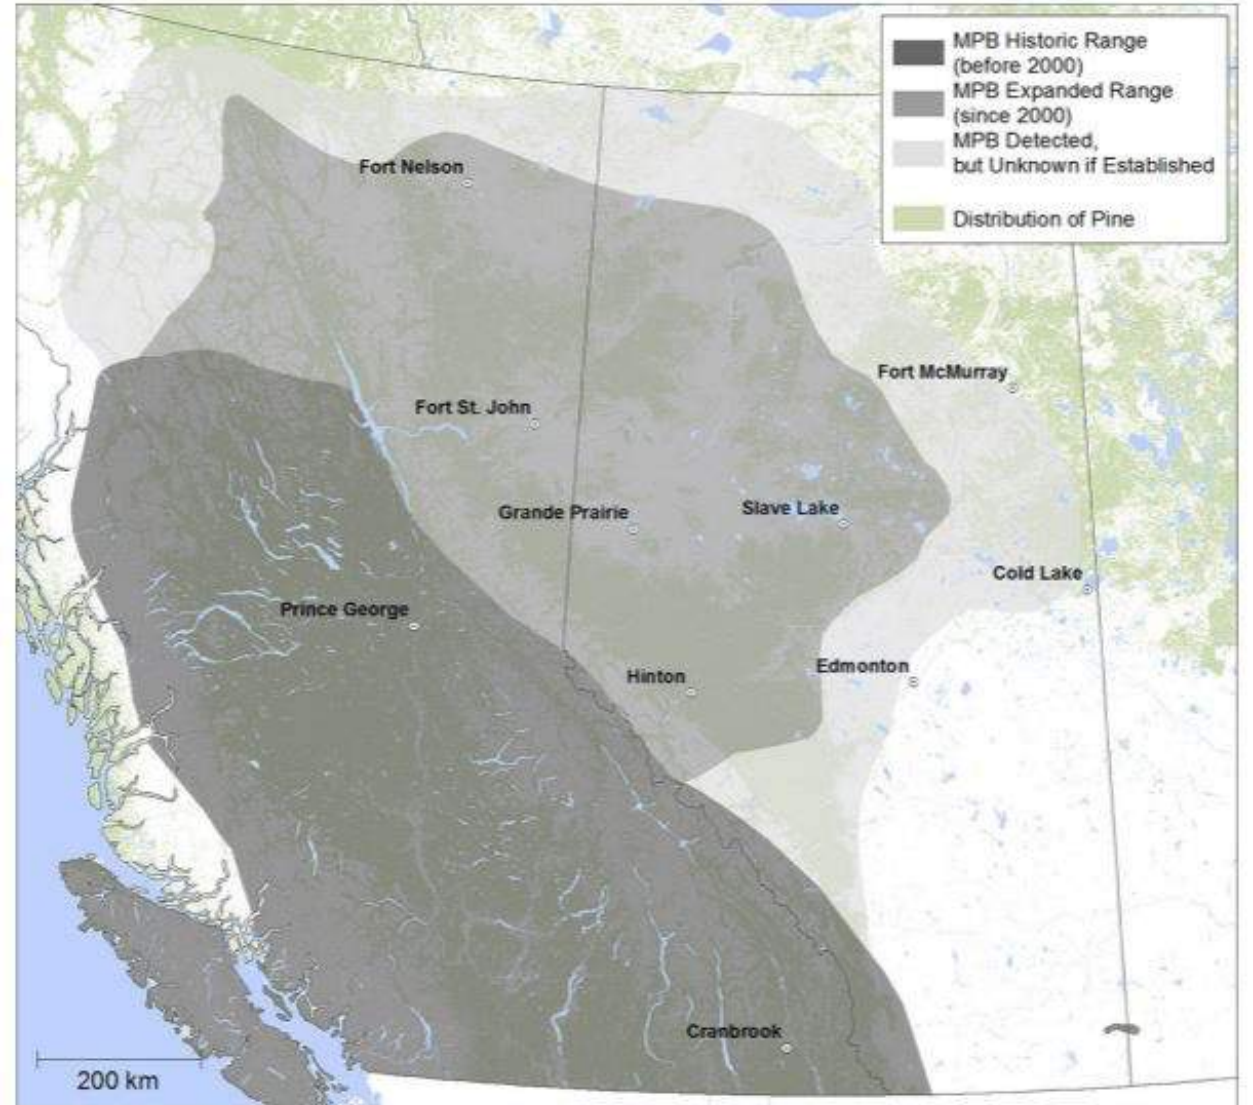 MPB Historic Range
(before 2000)
MPB Expanded Range
(since 2000)
MPB Detected,
but Unknown if Established
Distribution of Pine
Fort Nelson
Fort McMurray
Fort St. John
Grande Prairie
Slave Lake
Cold Lake
Prince George
Edmonton
Hinton
Cranbrook
200 km